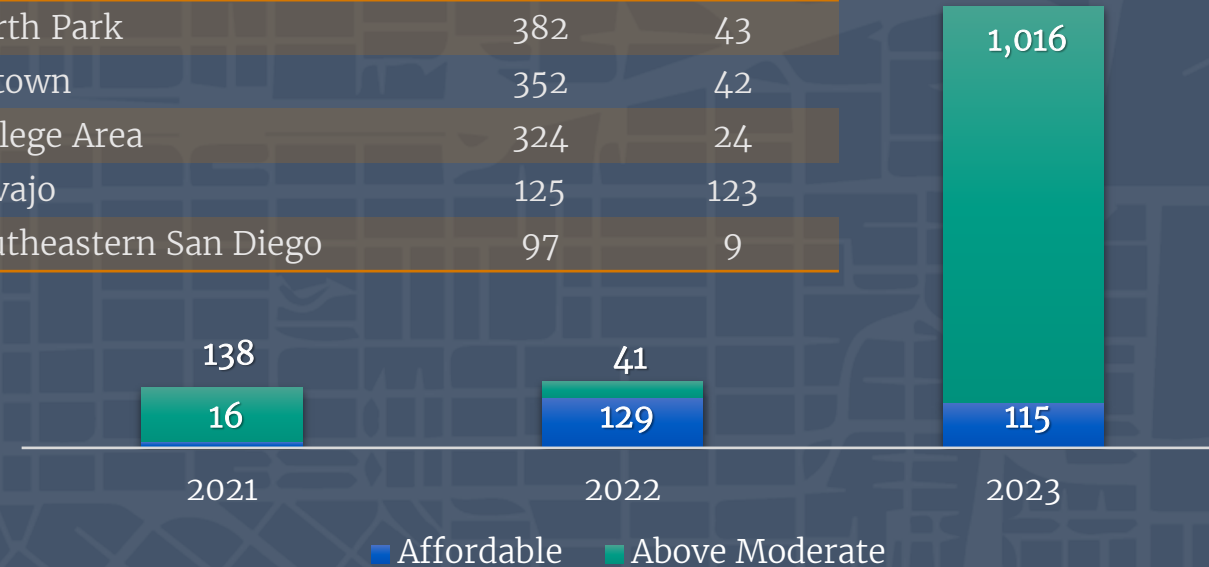 rth Park 382 43
1,016
town 352 42
llege Area 324 24
vajo 125 123
utheastern San Diego 97 9
138 41
16 129 115
2021 2022 2023
Affordable Above Moderate